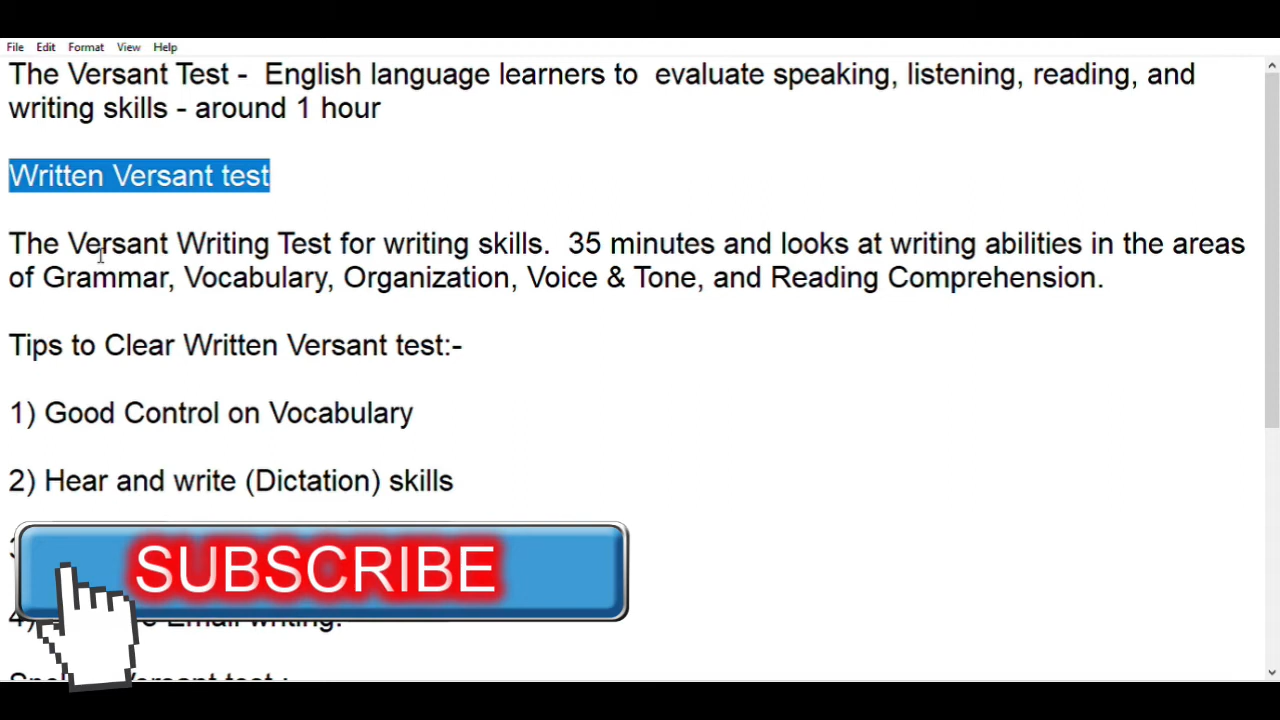 File Edit Format View Help
The Versant Test - English language learners to evaluate speaking, listening, reading, and
writing skills - around 1 hour
Written Versant test
The Versant Writing Test for writing skills. 35 minutes and looks at writing abilities in the areas
of Grammar, Vocabulary, Organization, Voice & Tone, and Reading Comprehension.
Tips to Clear Written Versant test:-
1) Good Control on Vocabulary
2) Hear and write (Dictation) skills
SUBSCRIBE
4) Email writing.
Versant test :